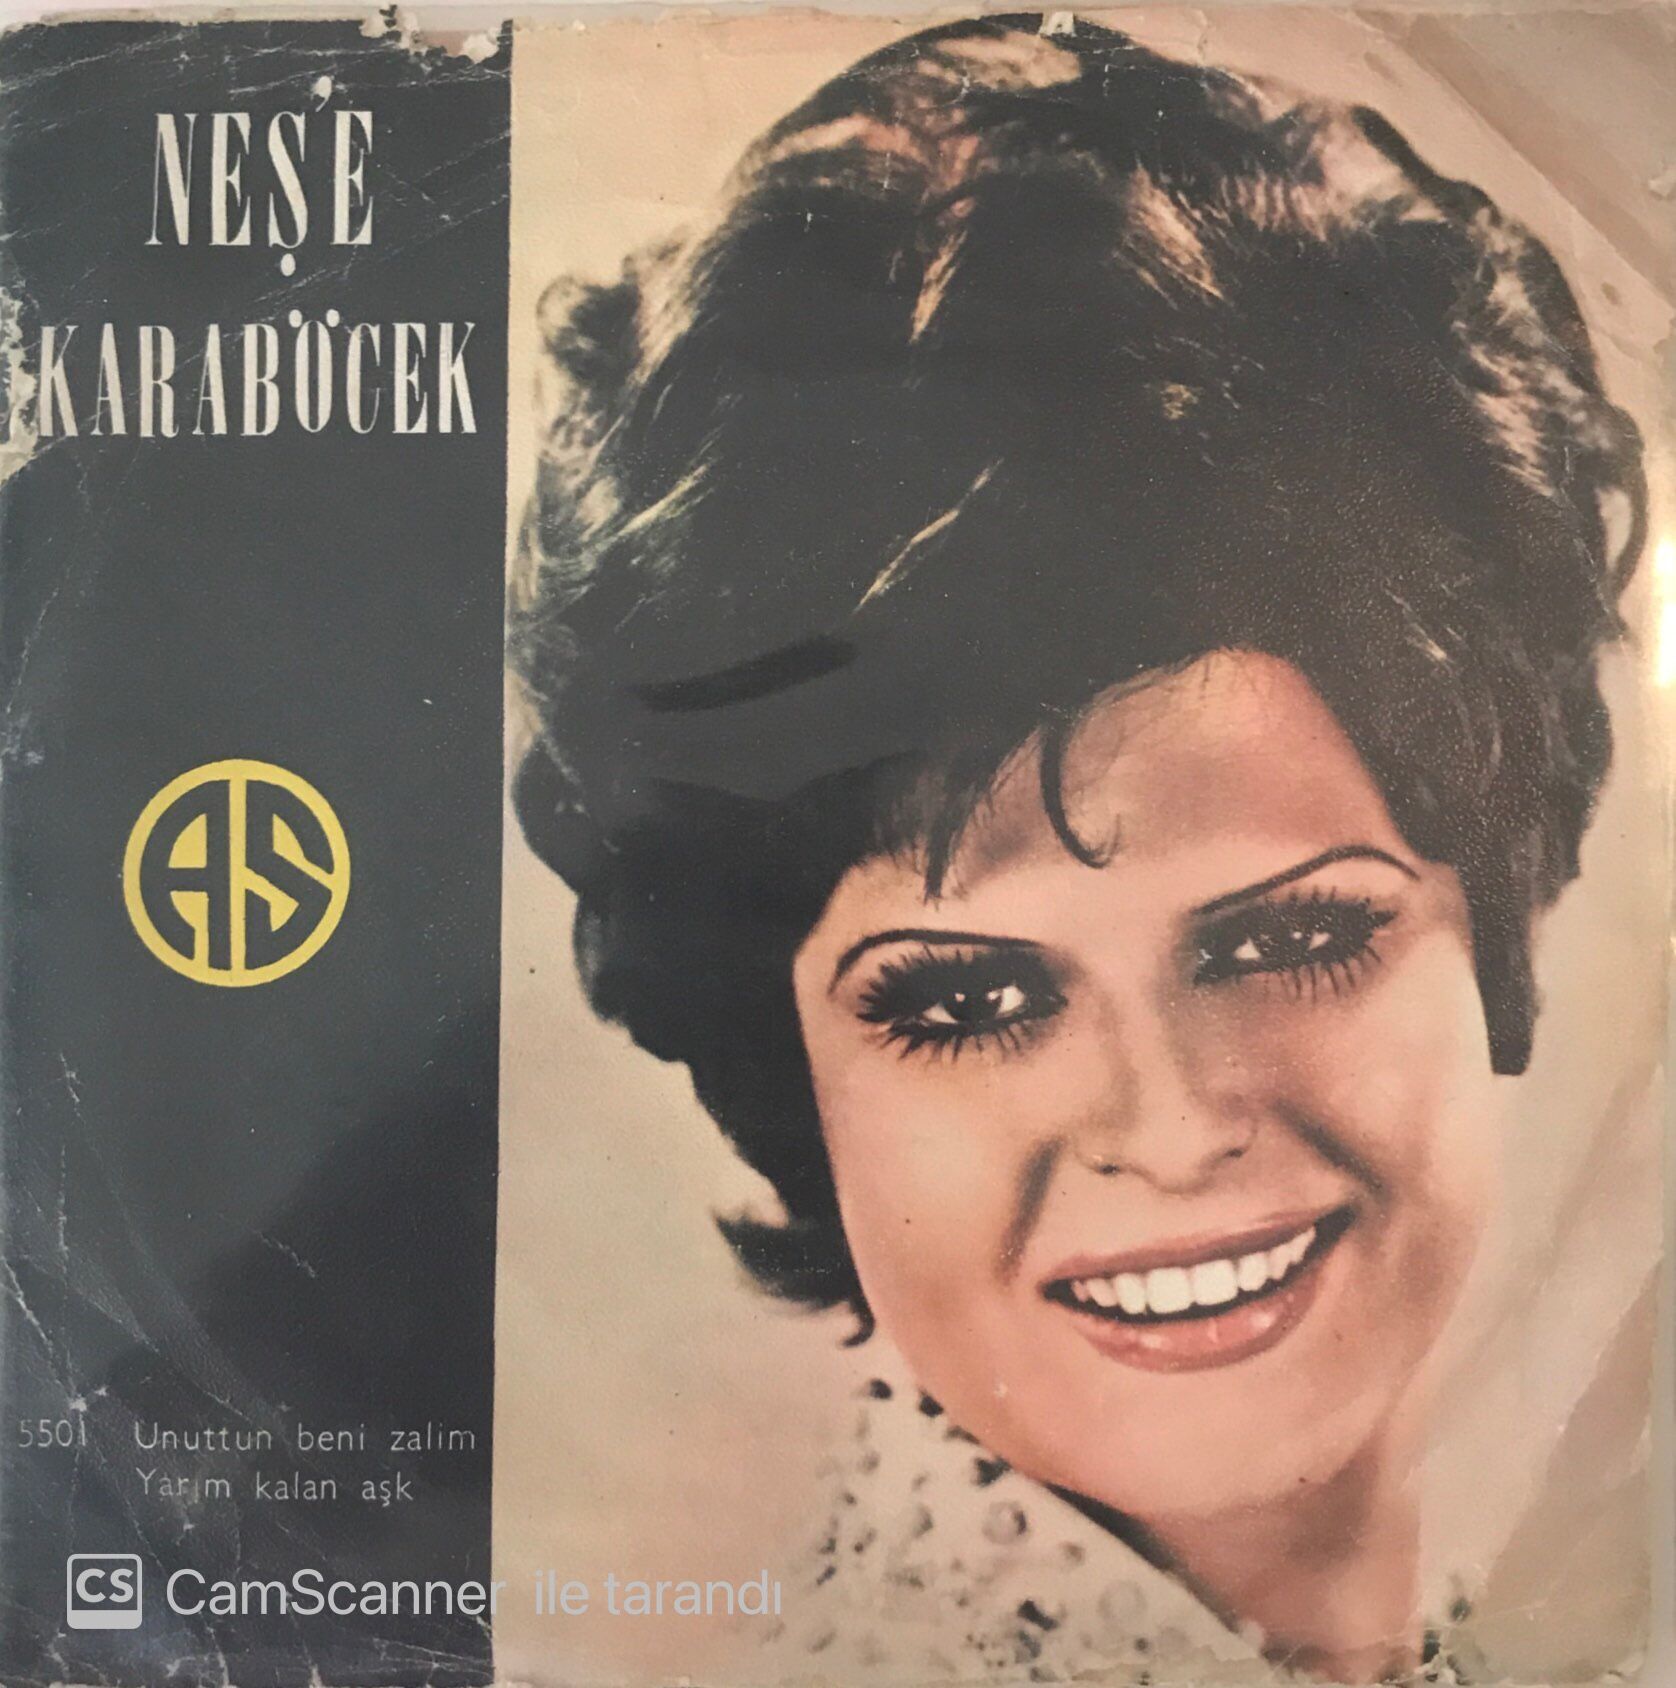 NEŞ'E
KARABÖCEK
AS
5501 Unuttun beni zalim
Yarım kalan aşk
CS CamScanner ile tarandı